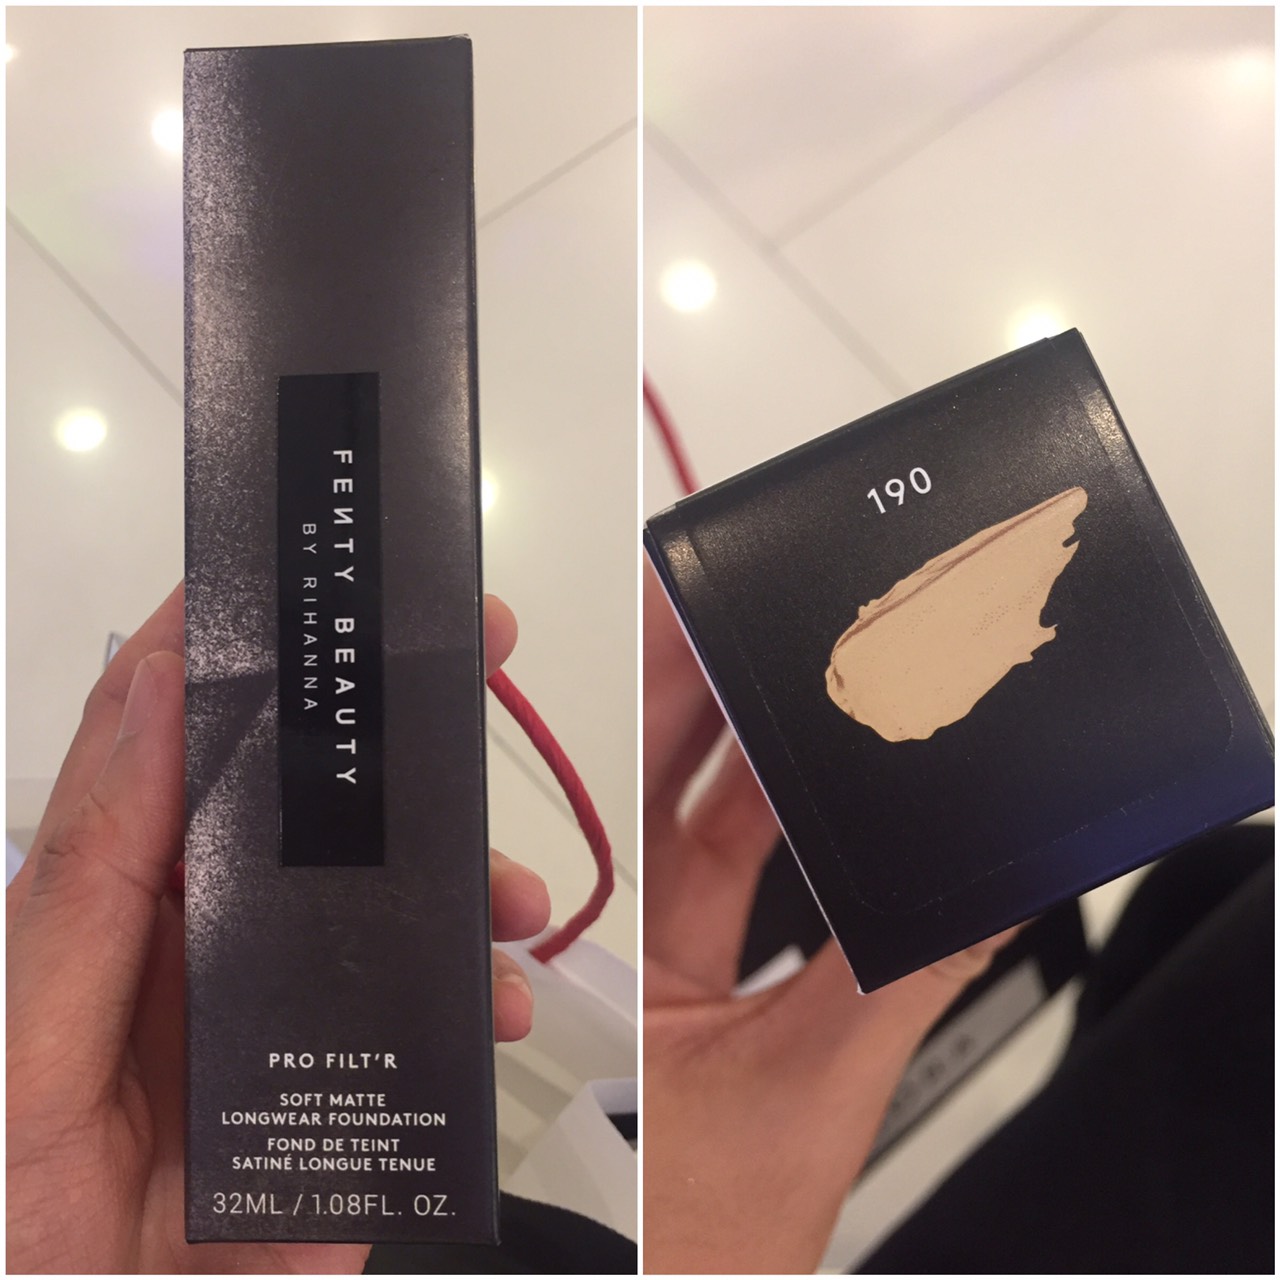 FENTY BEAUTY
BY RIHANNA
PRO FILT'R
SOFT MATTE
LONGWEAR FOUNDATION
FOND DE TEINT
SATINÉ LONGUE TENUE
32ML / 1.08FL. OZ.
190